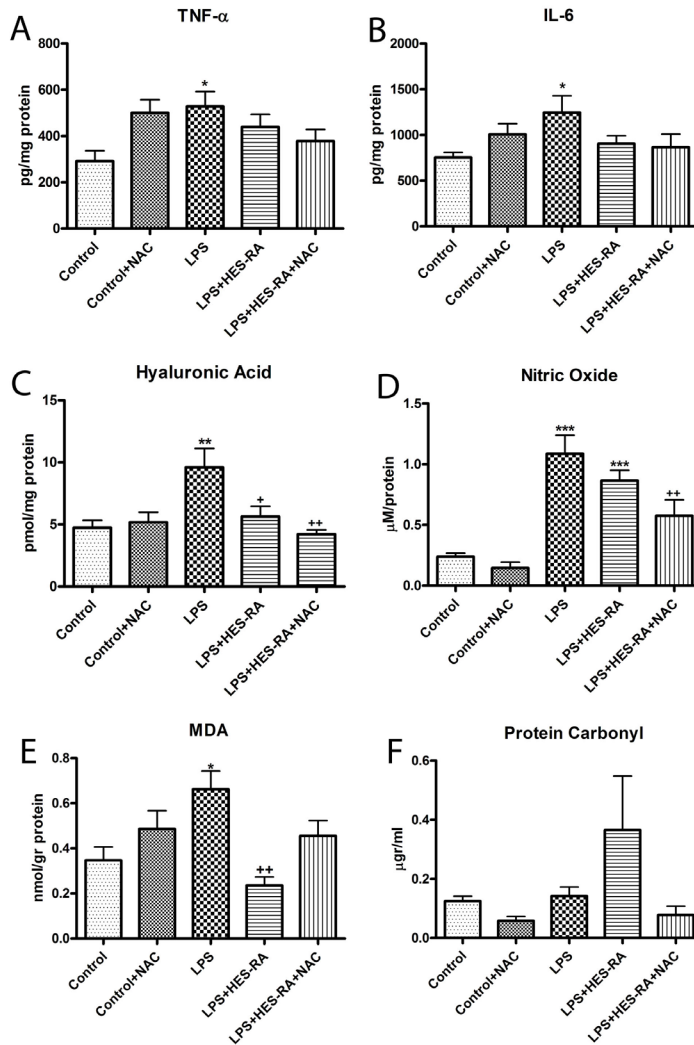 A
TNF-α
pg/mg protein
800
600
400
200
0
*
Control
Control+NAC
LPS
LPS+HES-RA
LPS+HES-RA+NAC
B
IL-6
pg/mg protein
2000
1500
1000
500
0
*
Control
Control+NAC
LPS
LPS+HES-RA
LPS+HES-RA+NAC
C
Hyaluronic Acid
pmol/mg protein
15
10
5
0
**
+
++
Control
Control+NAC
LPS
LPS+HES-RA
LPS+HES-RA+NAC
D
Nitric Oxide
μM/protein
1.5
1.0
0.5
0.0
***
***
++
Control
Control+NAC
LPS
LPS+HES-RA
LPS+HES-RA+NAC
E
MDA
nmol/gr protein
0.8
0.6
0.4
0.2
0.0
*
++
Control
Control+NAC
LPS
LPS+HES-RA
LPS+HES-RA+NAC
F
Protein Carbonyl
μgr/ml
0.6
0.4
0.2
0.0
Control
Control+NAC
LPS
LPS+HES-RA
LPS+HES-RA+NAC